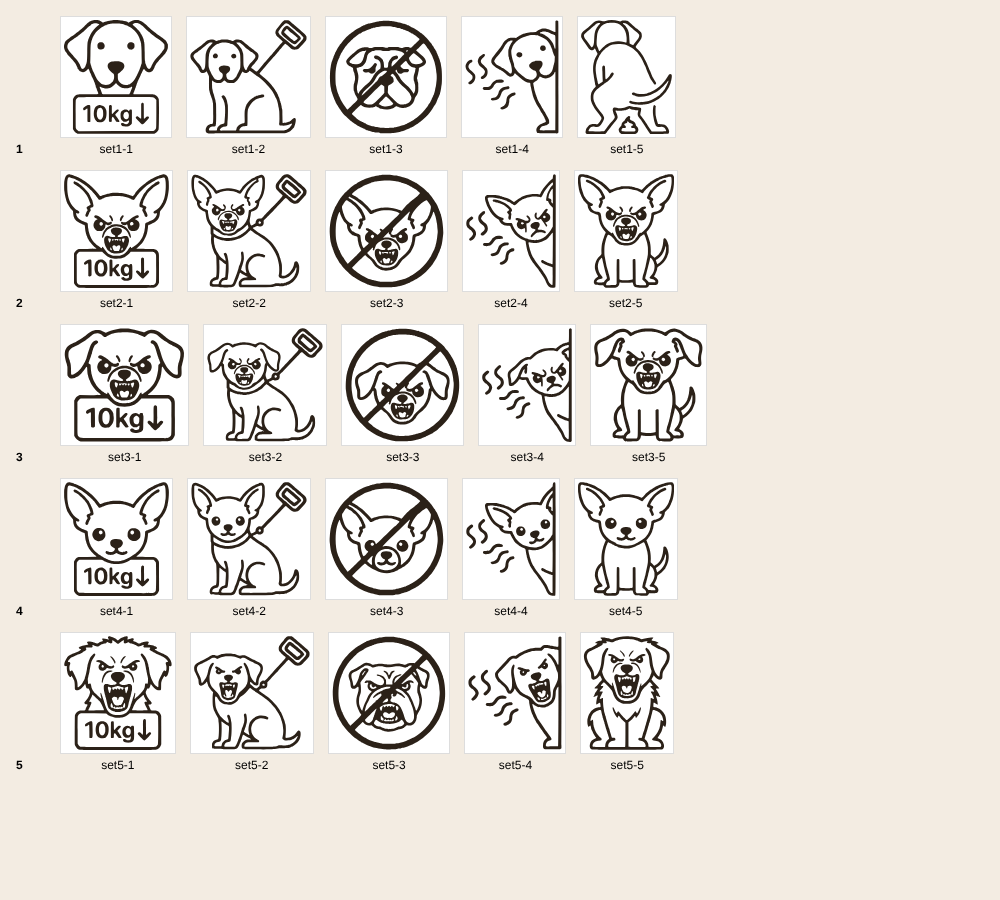 10kg↓
1 set1-1 set1-2 set1-3 set1-4 set1-5
10kg↓
2 set2-1 set2-2 set2-3 set2-4 set2-5
10kg↓
3 set3-1 set3-2 set3-3 set3-4 set3-5
10kg↓
4 set4-1 set4-2 set4-3 set4-4 set4-5
10kg↓
5 set5-1 set5-2 set5-3 set5-4 set5-5